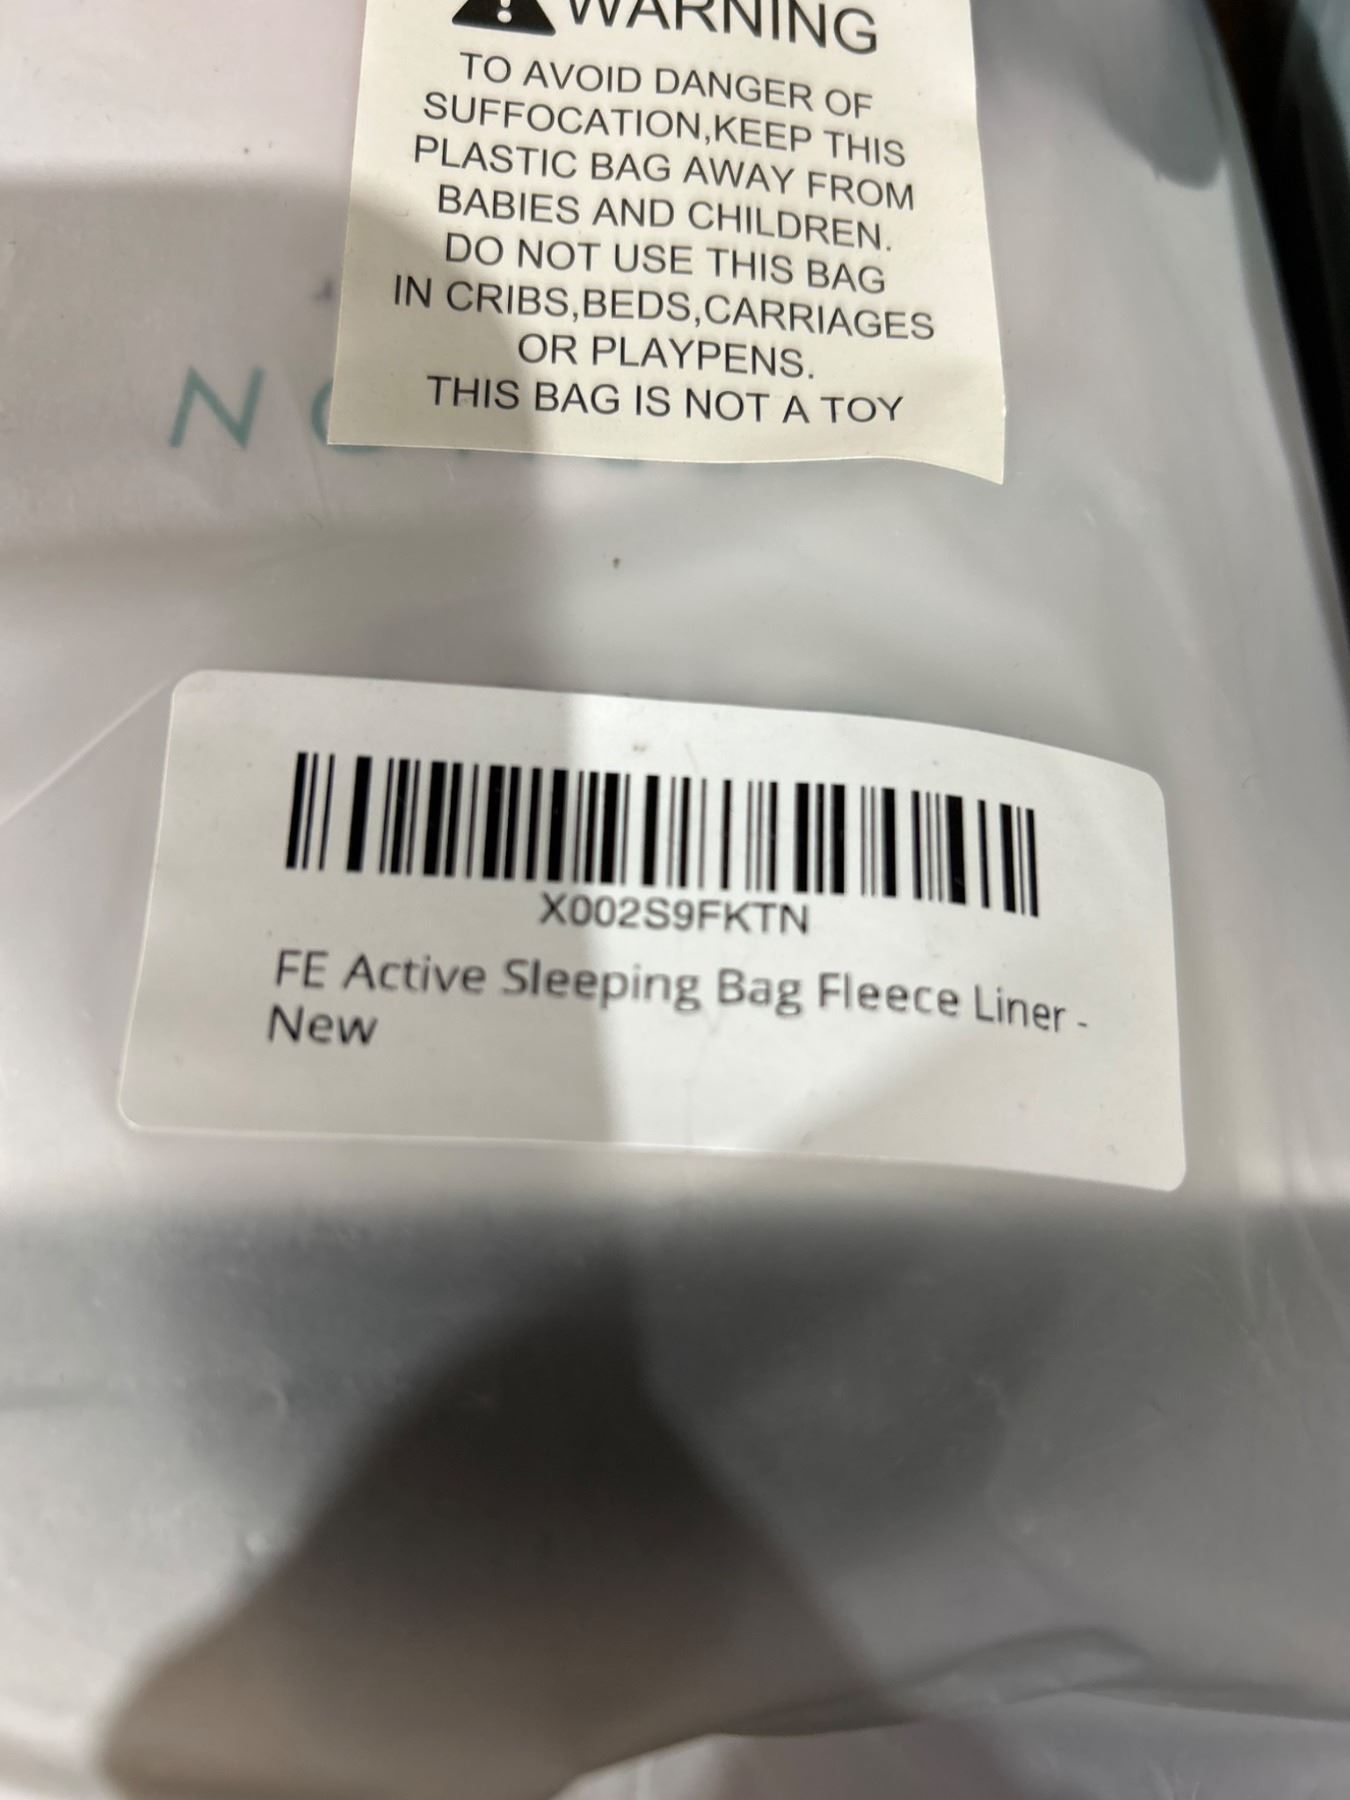 WARNING
TO AVOID DANGER OF
SUFFOCATION,KEEP THIS
PLASTIC BAG AWAY FROM
BABIES AND CHILDREN.
DO NOT USE THIS BAG
IN CRIBS,BEDS,CARRIAGES
OR PLAYPENS.
THIS BAG IS NOT A TOY
X002S9FKTN
FE Active Sleeping Bag Fleece Liner -
New